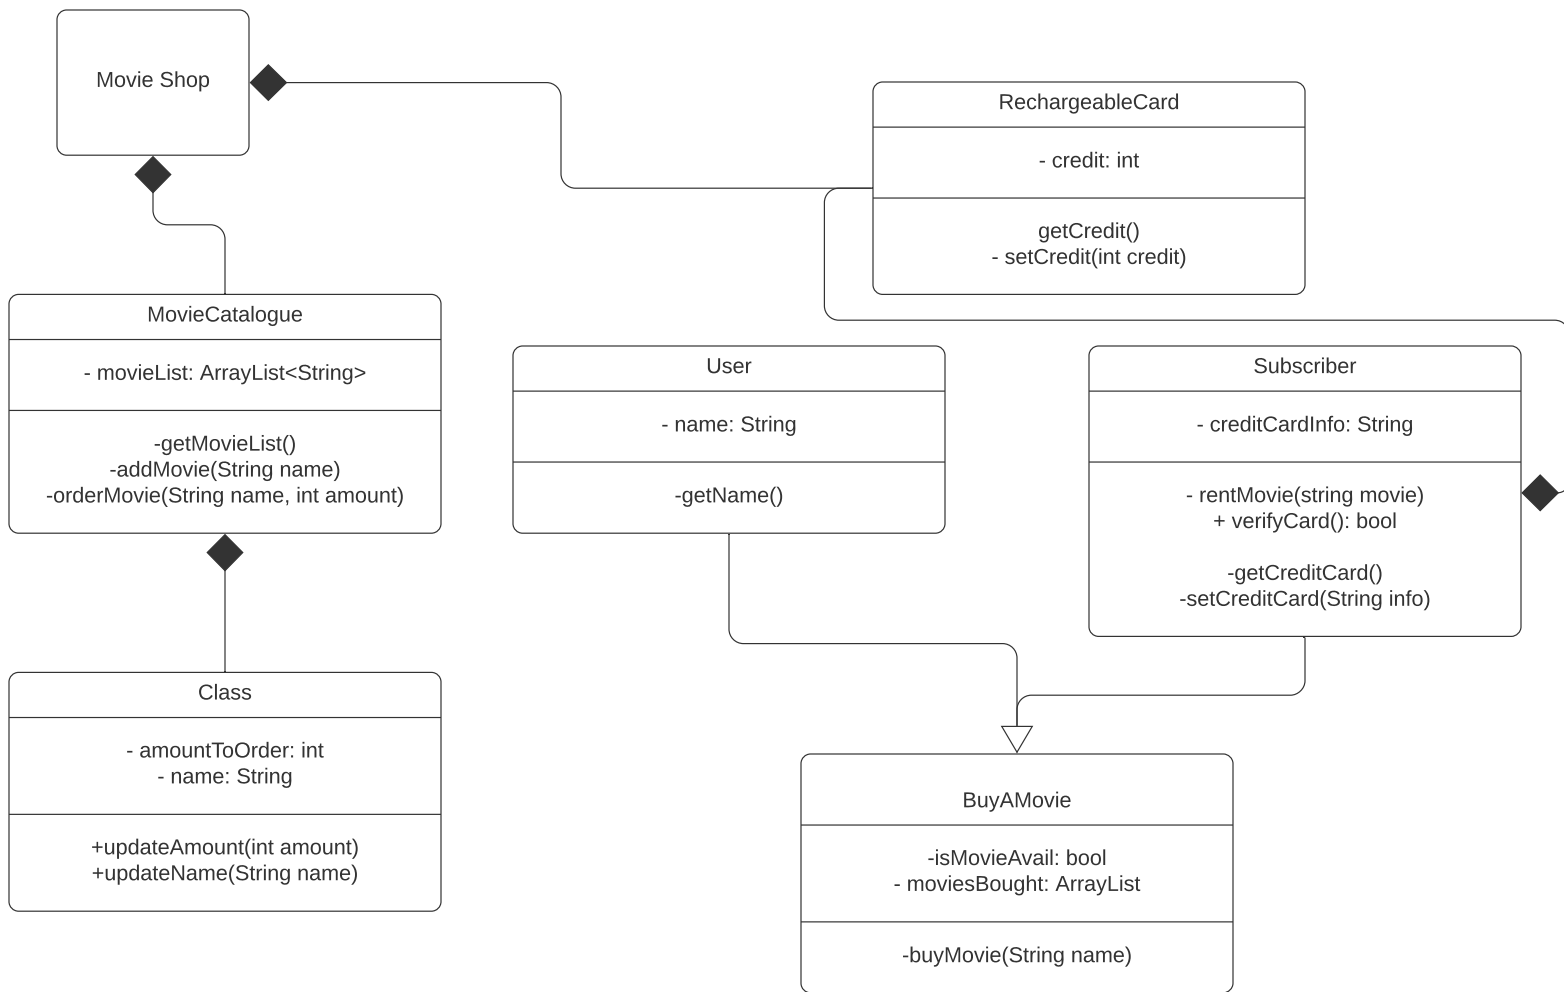 Movie Shop
RechargeableCard
- credit: int
getCredit()
- setCredit(int credit)
MovieCatalogue
- movieList: ArrayList<String>
-getMovieList()
-addMovie(String name)
-orderMovie(String name, int amount)
User
- name: String
-getName()
Subscriber
- creditCardInfo: String
- rentMovie(string movie)
+ verifyCard(): bool
-getCreditCard()
-setCreditCard(String info)
Class
- amountToOrder: int
- name: String
+updateAmount(int amount)
+updateName(String name)
BuyAMovie
-isMovieAvail: bool
- moviesBought: ArrayList
-buyMovie(String name)